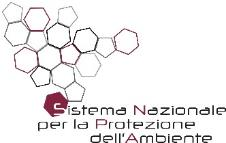 Sistema Nazionale
per la Protezione
dell'Ambiente